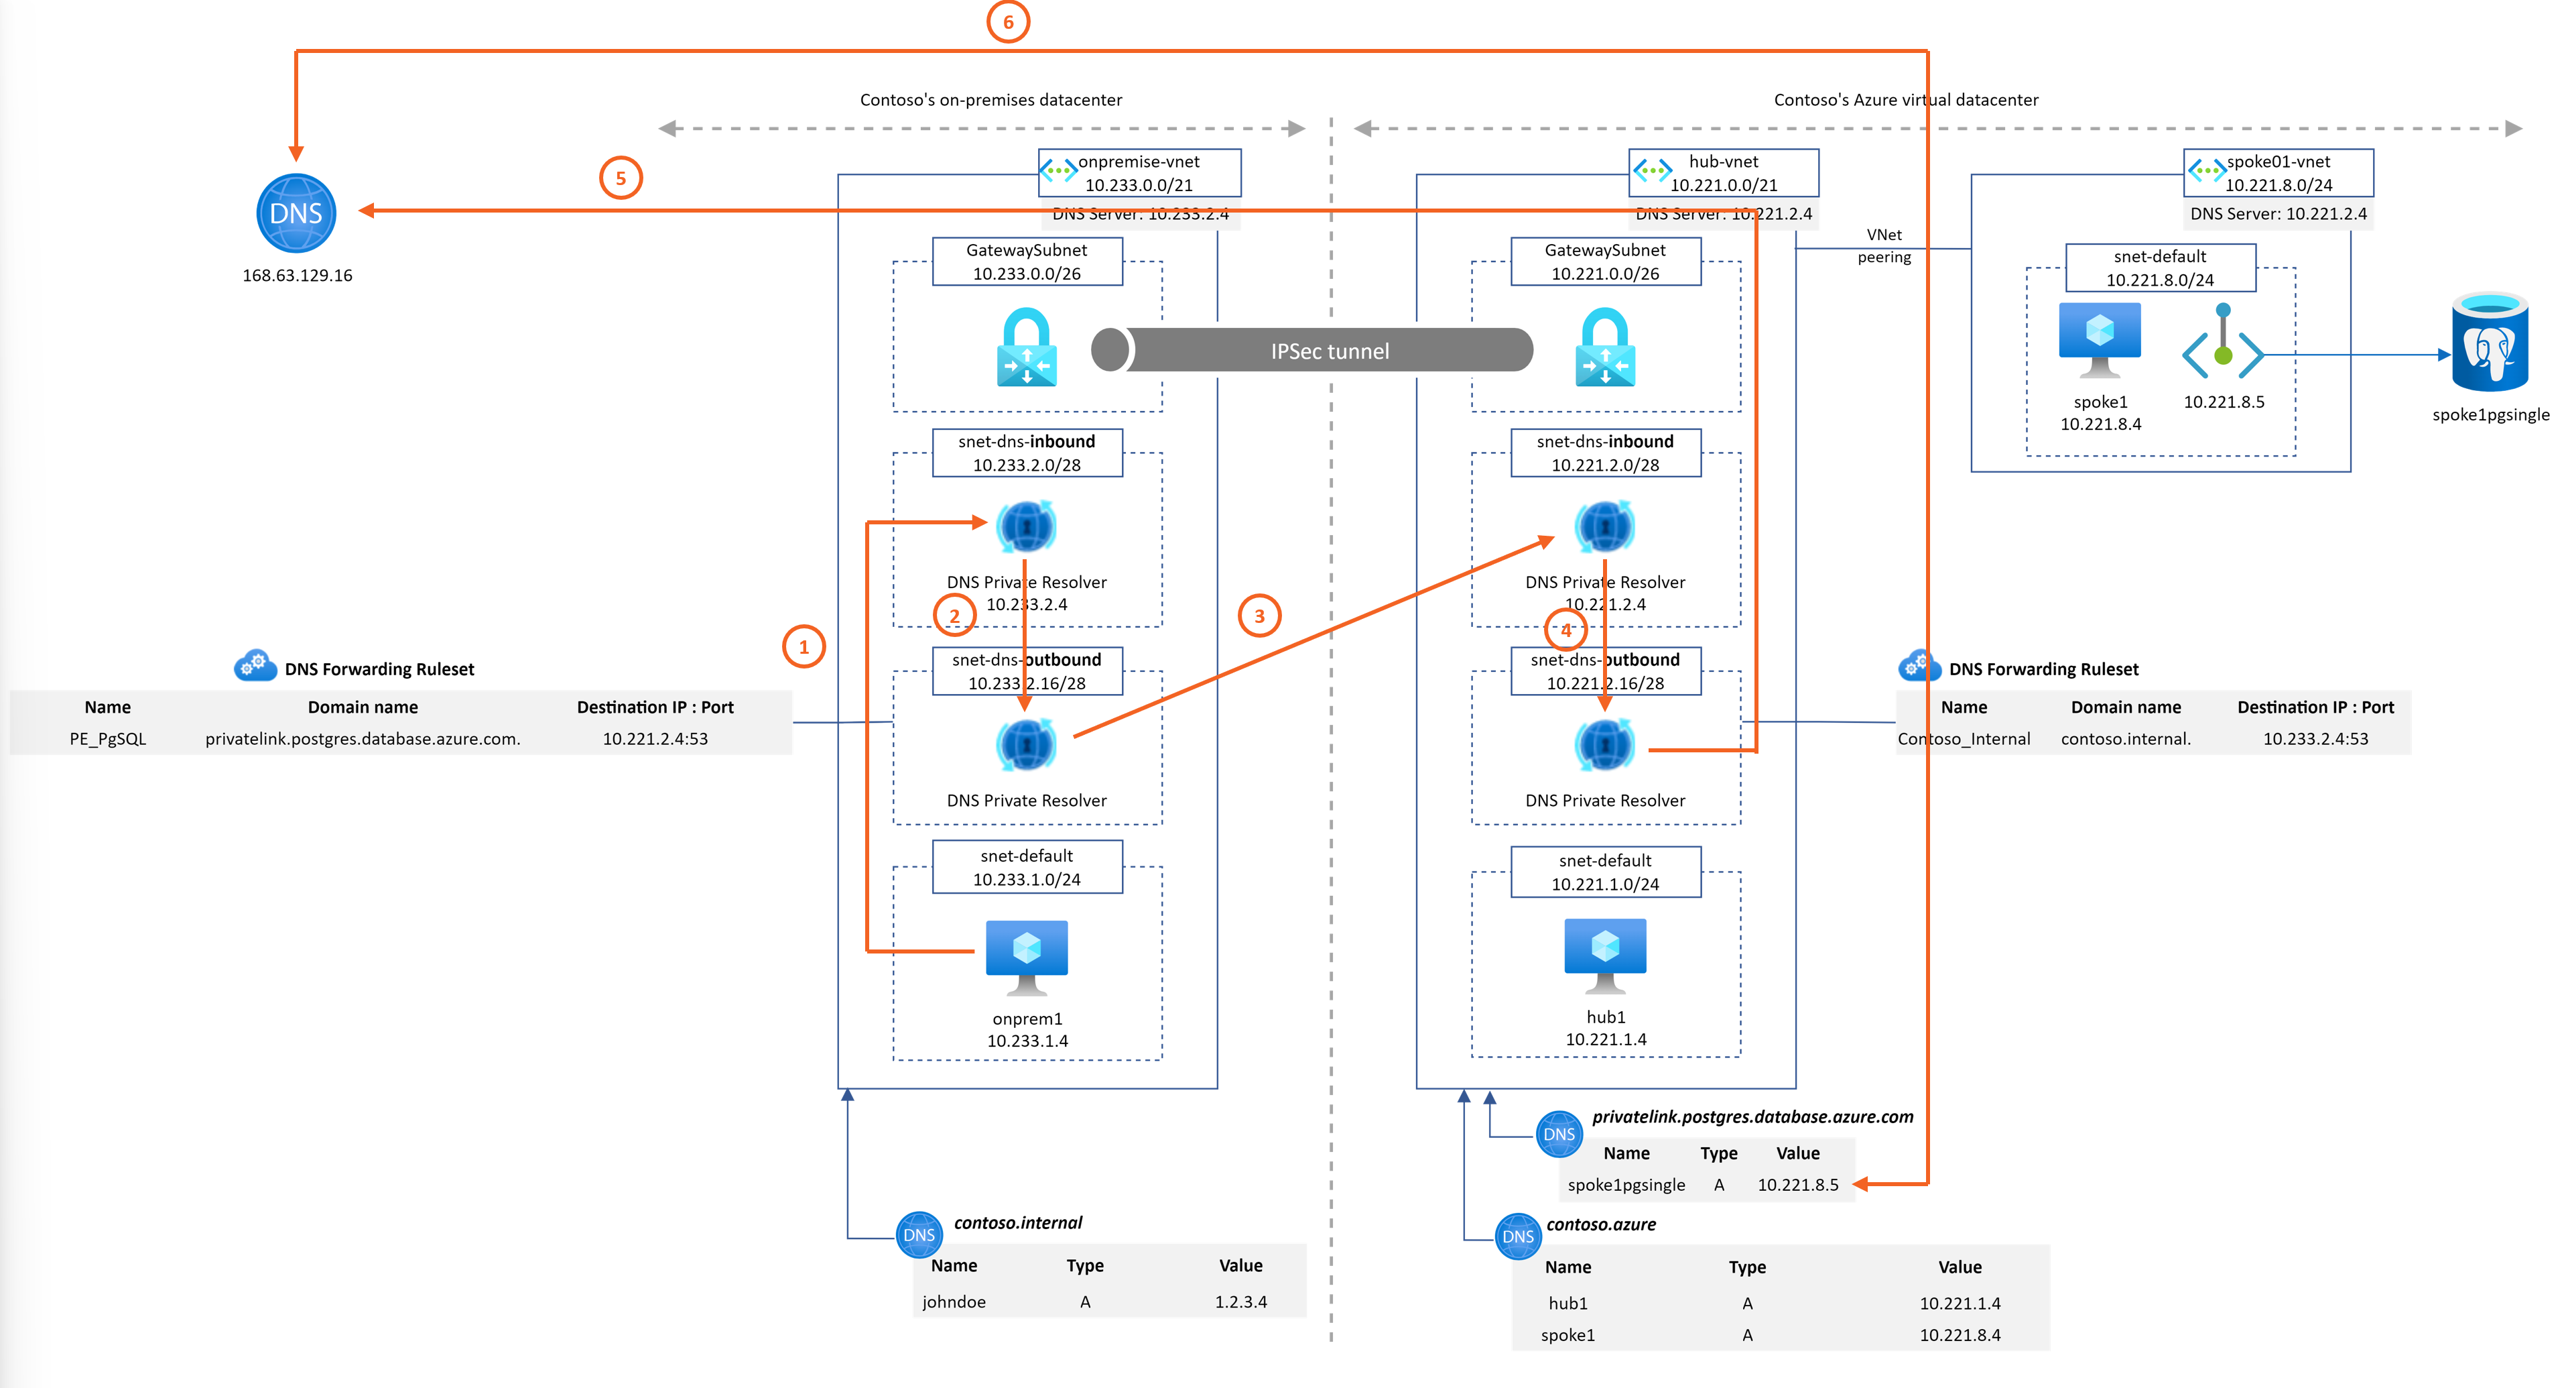 6
Contoso's on-premises datacenter
Contoso's Azure virtual datacenter
5
DNS
168.63.129.16
onpremise-vnet
10.233.0.0/21
DNS Server: 10.233.2.4
GatewaySubnet
10.233.0.0/26
hub-vnet
10.221.0.0/21
DNS Server: 10.221.2.4
GatewaySubnet
10.221.0.0/26
VNet
peering
spoke01-vnet
10.221.8.0/24
DNS Server: 10.221.2.4
snet-default
10.221.8.0/24
spoke1
10.221.8.4
10.221.8.5
spoke1pgsingle
IPSec tunnel
snet-dns-inbound
10.233.2.0/28
DNS Private Resolver
10.233.2.4
snet-dns-inbound
10.221.2.0/28
DNS Private Resolver
10.221.2.4
1
2
3
4
DNS Forwarding Ruleset
Name Domain name Destination IP : Port
PE_PgSQL privatelink.postgres.database.azure.com. 10.221.2.4:53
snet-dns-outbound
10.233.2.16/28
DNS Private Resolver
snet-dns-outbound
10.221.2.16/28
DNS Private Resolver
DNS Forwarding Ruleset
Name Domain name Destination IP : Port
Contoso_Internal contoso.internal. 10.233.2.4:53
snet-default
10.233.1.0/24
onprem1
10.233.1.4
snet-default
10.221.1.0/24
hub1
10.221.1.4
DNS
privatelink.postgres.database.azure.com
Name Type Value
spoke1pgsingle A 10.221.8.5
DNS
contoso.internal
Name Type Value
johndoe A 1.2.3.4
DNS
contoso.azure
Name Type Value
hub1 A 10.221.1.4
spoke1 A 10.221.8.4